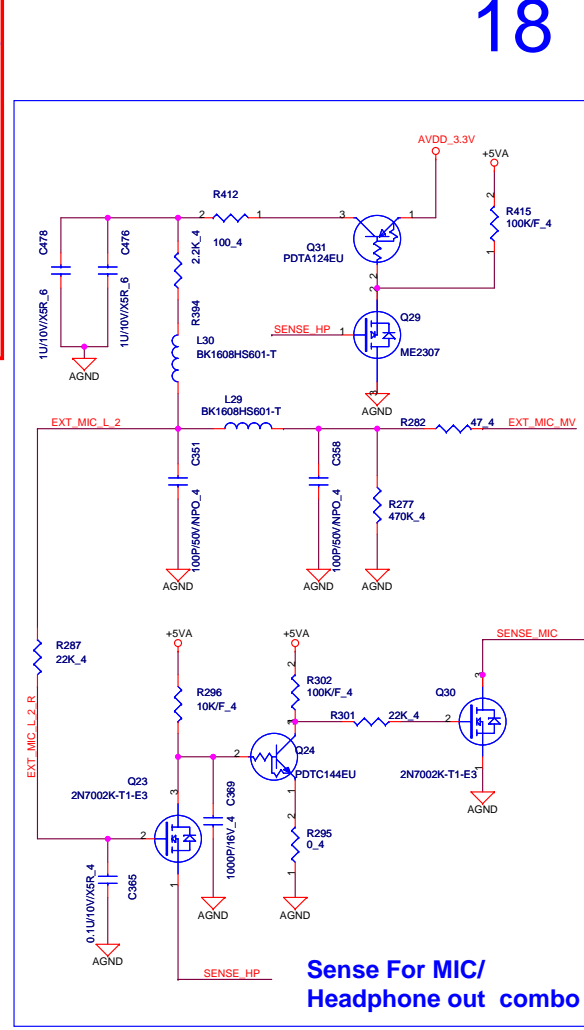 18
AVDD_3.3V
+5VA
R412
2
1
100_4
3
1
Q31
PDTA124EU
2
2
R415
100K/F_4
1
C478
1U/10V/X5R_6
C476
1U/10V/X5R_6
AGND
2.2K_4
R394
L30
BK1608HS601-T
SENSE_HP
1
2
Q29
ME2307
3
AGND
EXT_MIC_L_2
L29
BK1608HS601-T
R282
47_4
EXT_MIC_MV
C351
100P/50V/NPO_4
AGND
C358
100P/50V/NPO_4
AGND
R277
470K_4
AGND
R287
22K_4
EXT_MIC_L_2_R
+5VA
R296
10K/F_4
+5VA
2
R302
100K/F_4
1
R301
22K_4
SENSE_MIC
3
Q30
2
2N7002K-T1-E3
1
AGND
Q23
2N7002K-T1-E3
3
2
1
C369
1000P/16V_4
AGND
2
3
Q24
PDTC144EU
1
2
R295
0_4
1
AGND
0.1U/10V/X5R_4
C365
AGND
SENSE_HP
Sense For MIC/
Headphone out combo